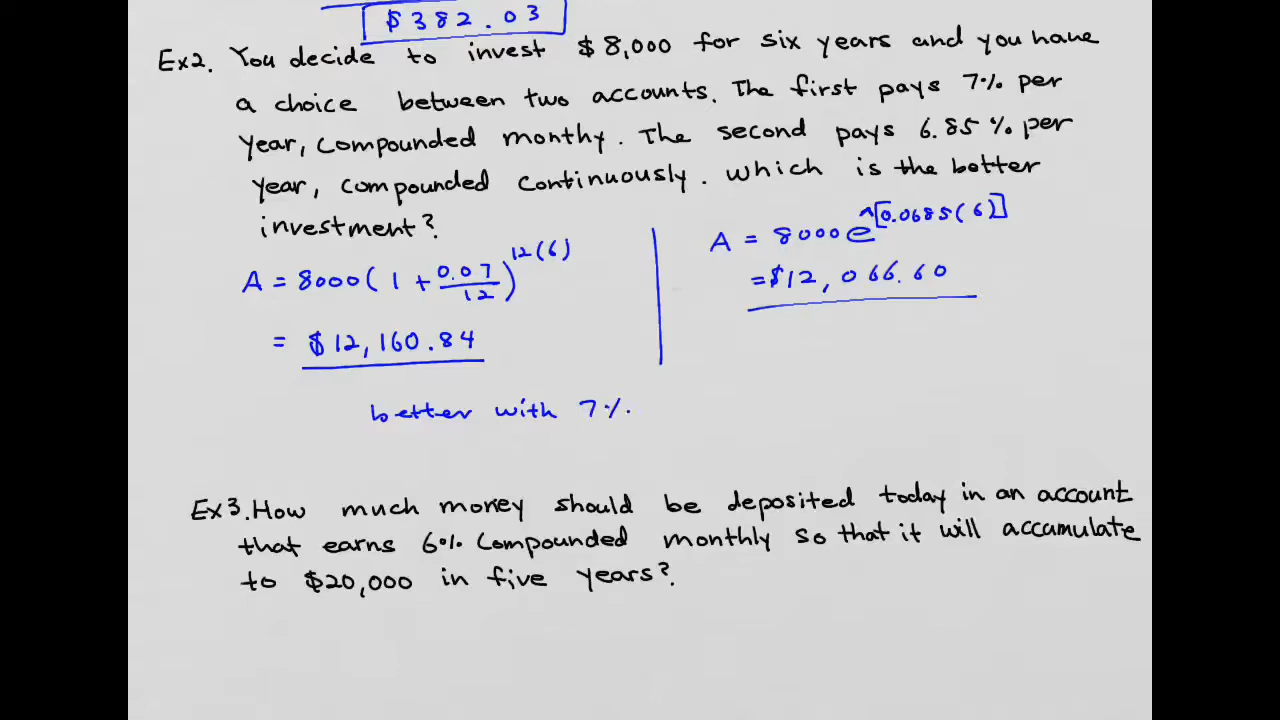 $382.03
Ex2. You decide to invest $8,000 for six years and you have
a choice between two accounts. The first pays 7% per
year, compounded monthy. The second pays 6.85% per
year, compounded continuously. which is the better
investment?
A = 8000(1 + 0.07/12)^12(6)
= $12,160.84
A = 8000e^[0.0685(6)]
= $12,066.60
better with 7%
Ex3. How much money should be deposited today in an account
that earns 6% compounded monthly so that it will accumulate
to $20,000 in five years?